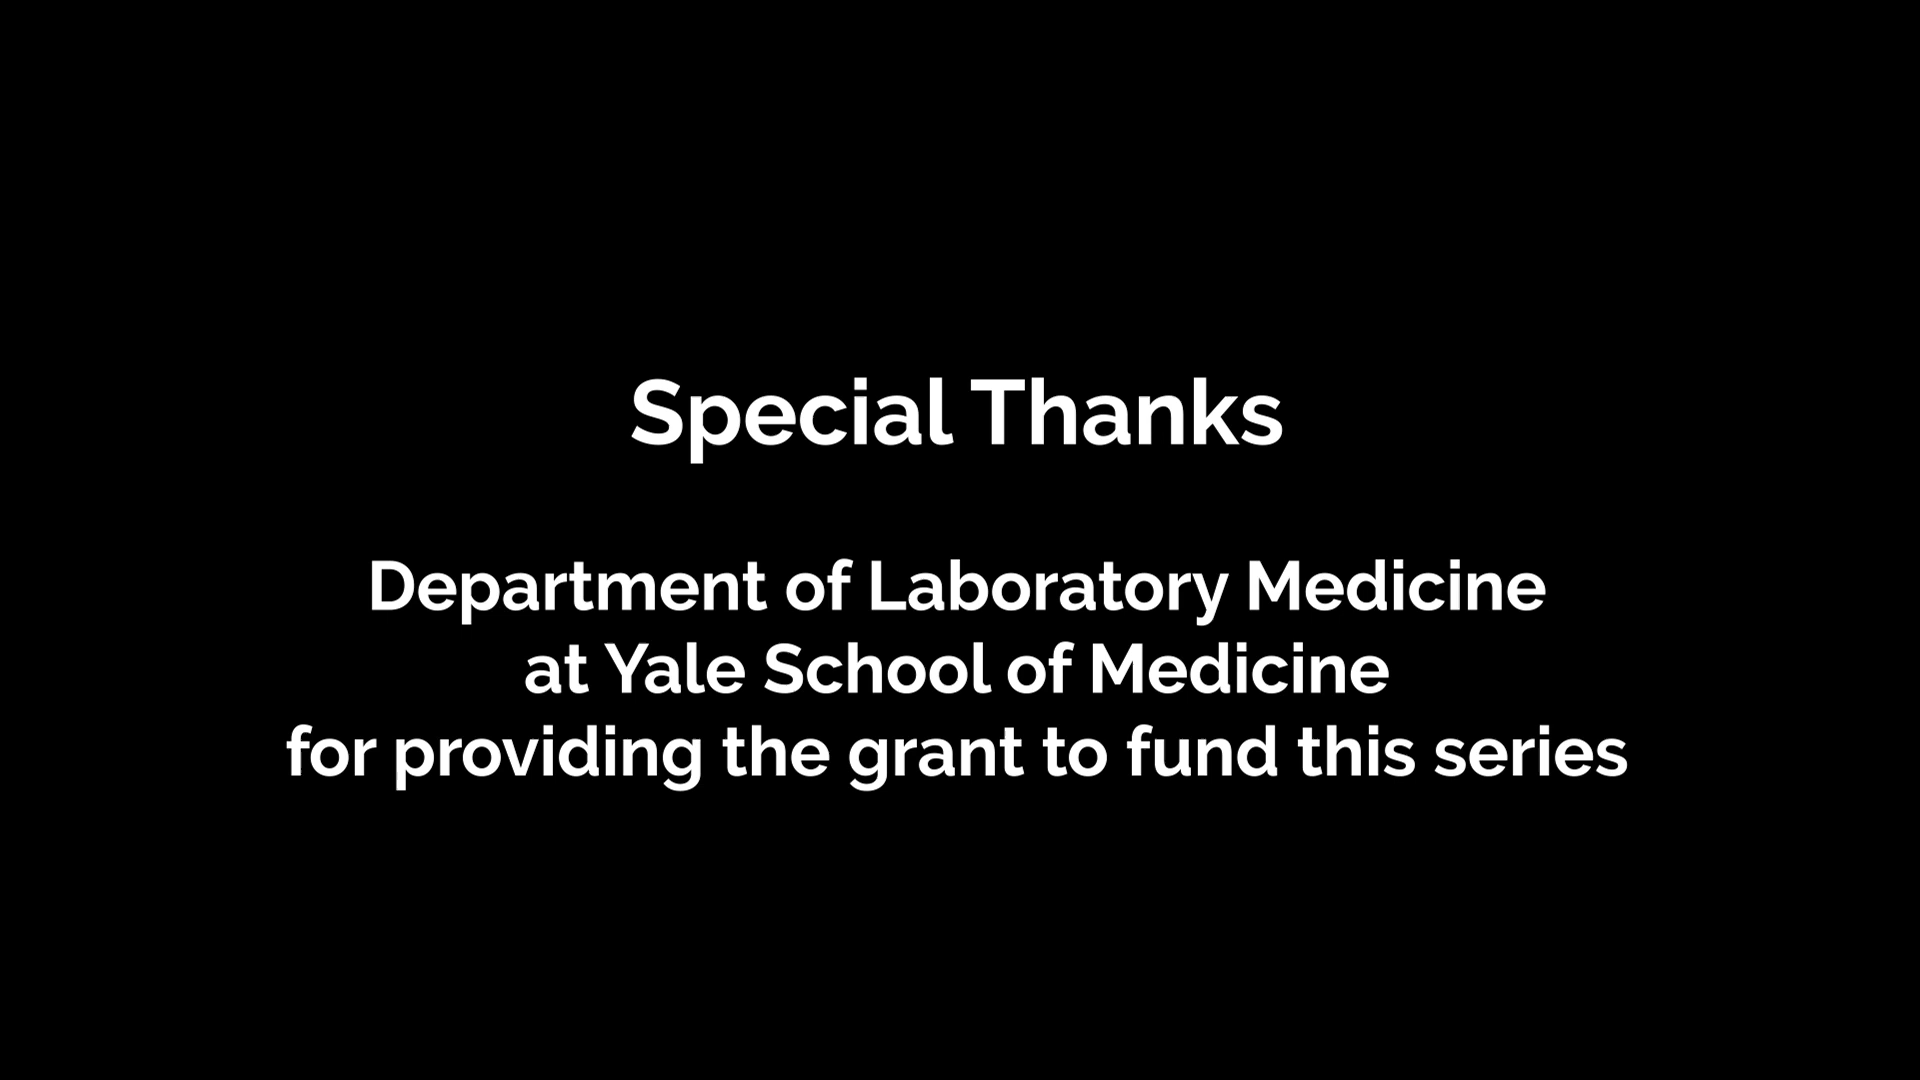 Special Thanks
Department of Laboratory Medicine
at Yale School of Medicine
for providing the grant to fund this series